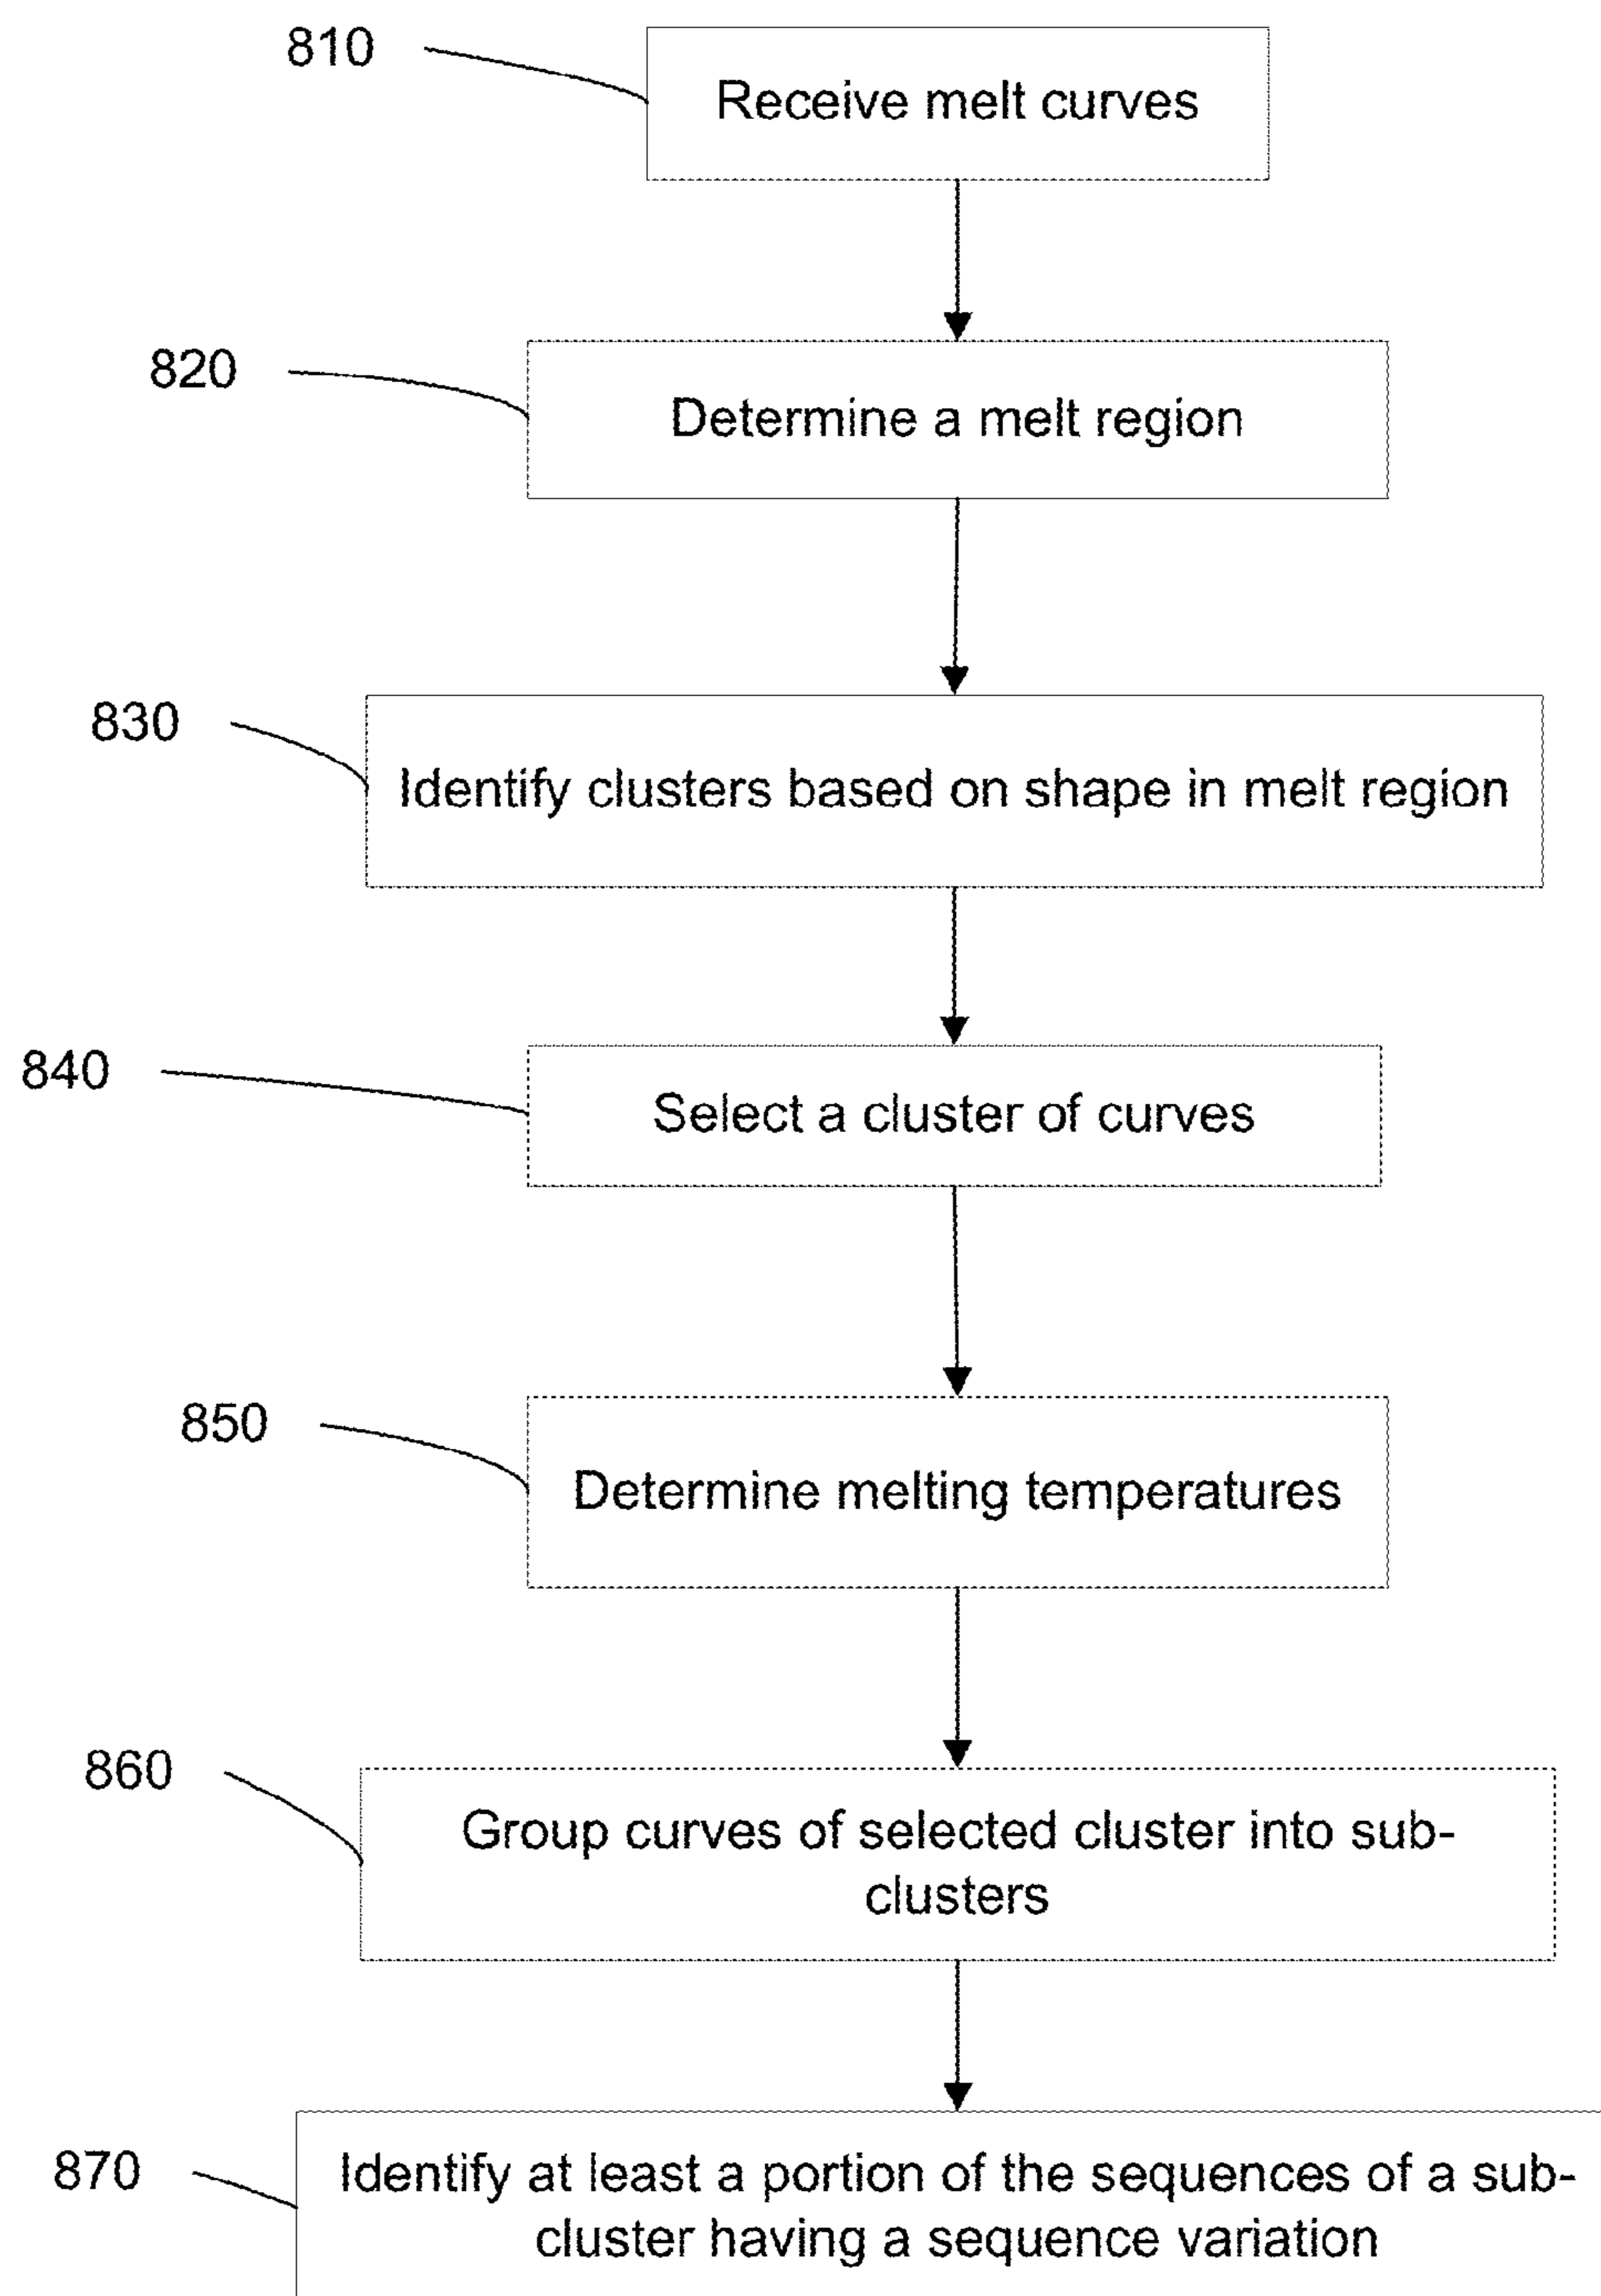 810
Receive melt curves
820
Determine a melt region
830
Identify clusters based on shape in melt region
840
Select a cluster of curves
850
Determine melting temperatures
860
Group curves of selected cluster into sub-
clusters
870
Identify at least a portion of the sequences of a sub-
cluster having a sequence variation